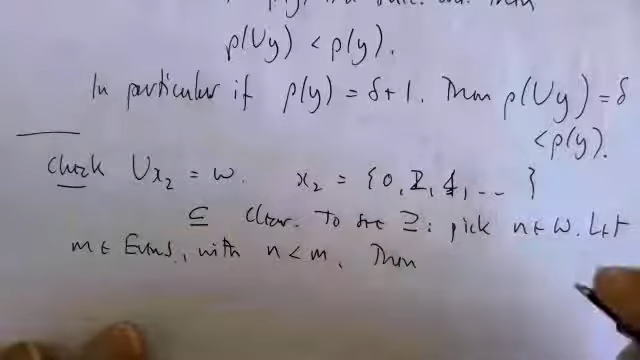 then
ρ(∪y) < ρ(y).
In particular if ρ(y) = δ+1. Then ρ(∪y) = δ
< ρ(y).
Check ∪x₂ = ω. x₂ = {0, 2, 4, ... }
⊆ clear. To see ⊇: pick n ∈ ω. Let
m ∈ Evens, with n < m. Then